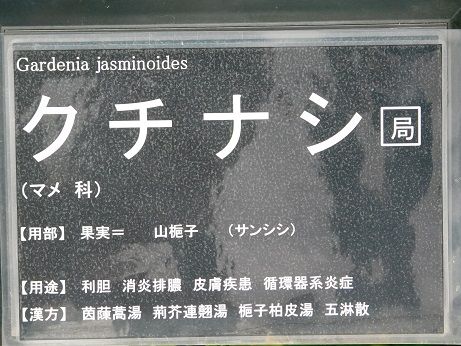 Gardenia jasminoides
クチナシ 局
(マメ 科)
【用部】 果実＝ 山梔子 (サンシシ)
【用途】 利胆 消炎排膿 皮膚疾患 循環器系炎症
【漢方】 茵蔯蒿湯 荊芥連翹湯 梔子柏皮湯 五淋散